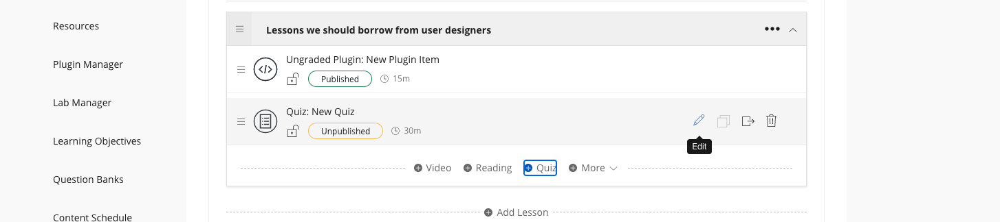 Resources
Plugin Manager
Lab Manager
Learning Objectives
Question Banks
Content Schedule
Lessons we should borrow from user designers
Ungraded Plugin: New Plugin Item
Published 15m
Quiz: New Quiz
Unpublished 30m
Edit
Video Reading Quiz More
Add Lesson